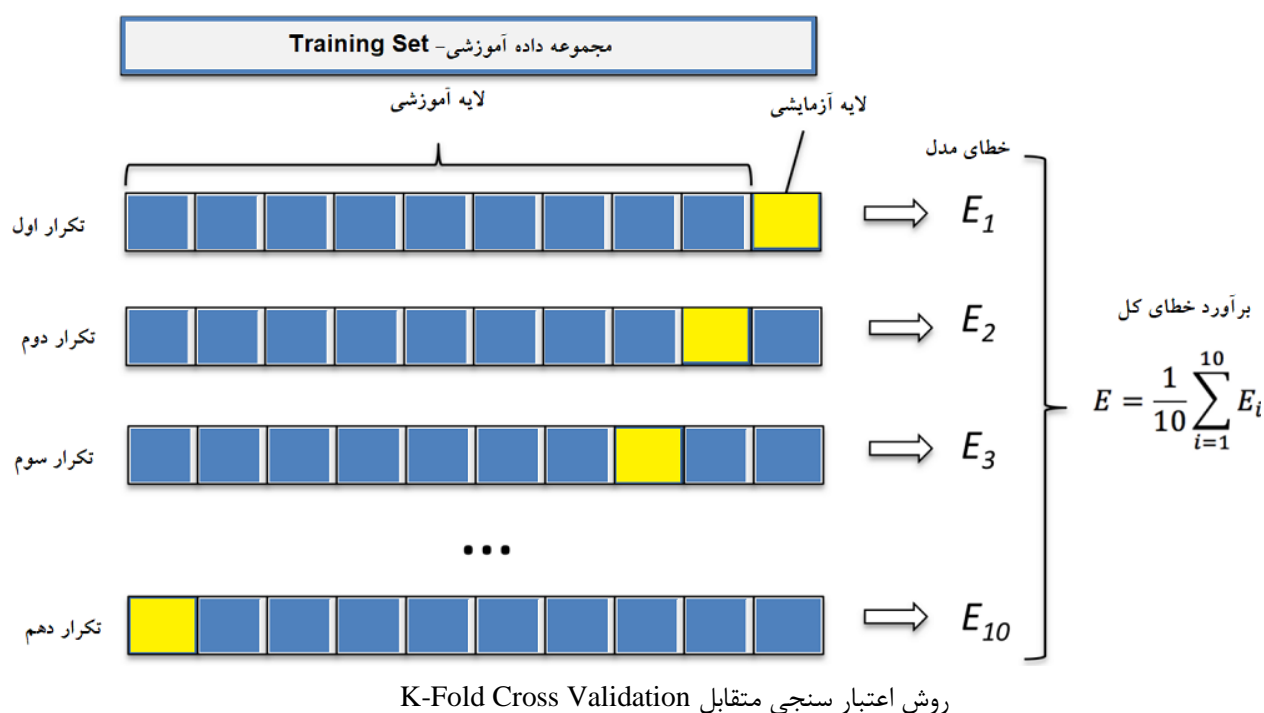 مجموعه داده آموزشی- Training Set
لایه آموزشی
لایه آزمایشی
خطای مدل
تکرار اول
E1
تکرار دوم
E2
برآورد خطای کل
E = 1/10 ∑_{i=1}^{10} E_i
تکرار سوم
E3
...
تکرار دهم
E10
روش اعتبار سنجی متقابل K-Fold Cross Validation